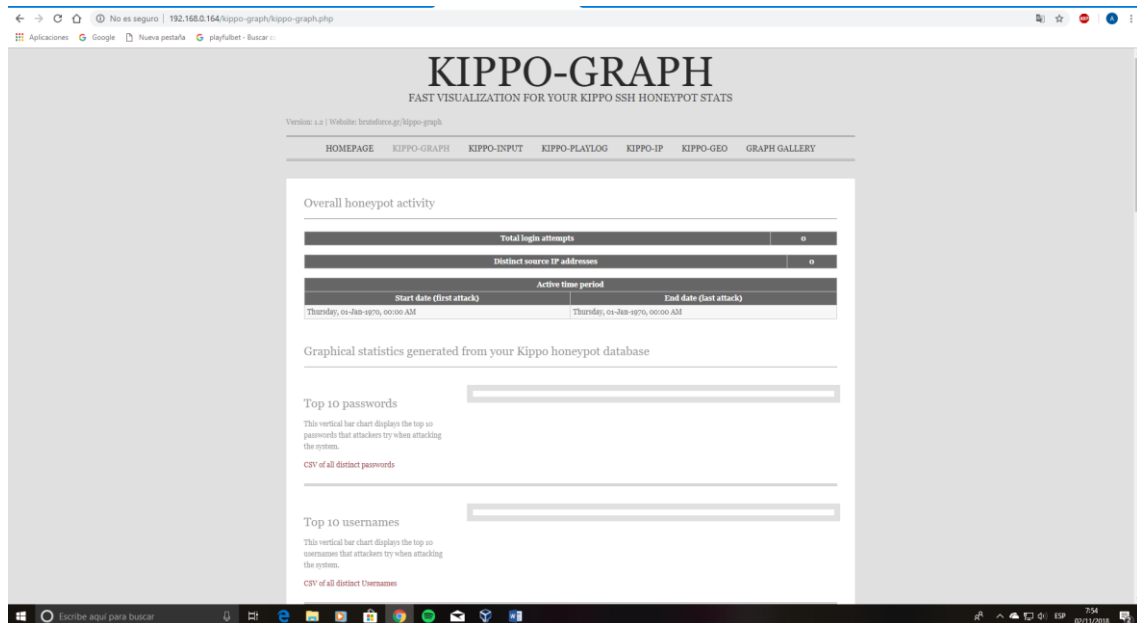 No es seguro | 192.168.0.164/kippo-graph/kippo-graph.php
Aplicaciones Google Nueva pestaña playfulbet - Buscar c
KIPPO-GRAPH
FAST VISUALIZATION FOR YOUR KIPPO SSH HONEYPOT STATS
Version: 1.2 | Website: bruteforce.gr/kippo-graph
HOMEPAGE KIPPO-GRAPH KIPPO-INPUT KIPPO-PLAYLOG KIPPO-IP KIPPO-GEO GRAPH GALLERY
Overall honeypot activity
Total login attempts 0
Distinct source IP addresses 0
Active time period
Start date (first attack) End date (last attack)
Thursday, 01-Jan-1970, 00:00 AM Thursday, 01-Jan-1970, 00:00 AM
Graphical statistics generated from your Kippo honeypot database
Top 10 passwords
This vertical bar chart displays the top 10
passwords that attackers try when attacking
the system.
CSV of all distinct passwords
Top 10 usernames
This vertical bar chart displays the top 10
usernames that attackers try when attacking
the system.
CSV of all distinct Usernames
Escribe aquí para buscar
ESP
7:54
02/11/2018